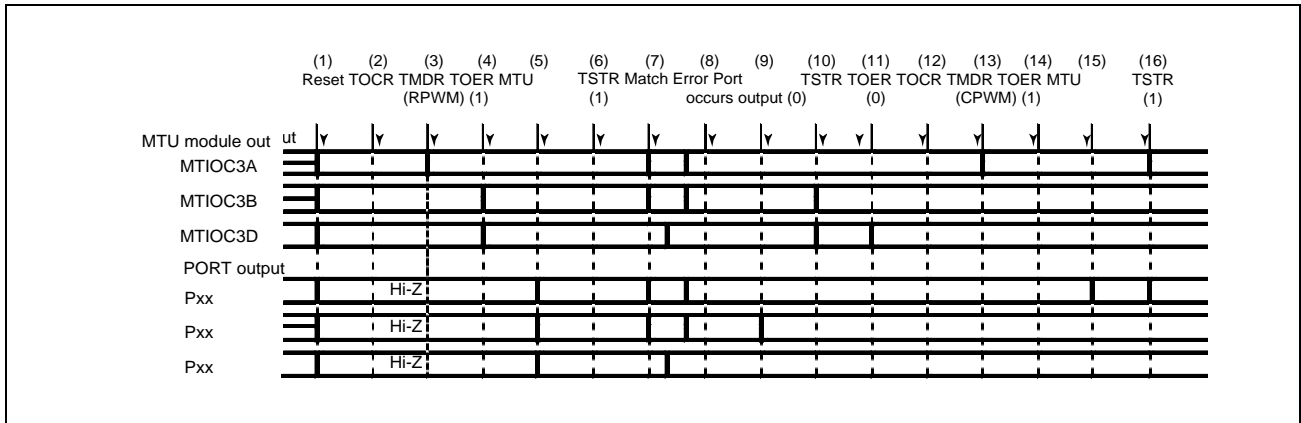 (1) (2) (3) (4) (5) (6) (7) (8) (9) (10) (11) (12) (13) (14) (15) (16)
Reset TOCR TMDR TOER MTU TSTR Match Error Port TSTR TOER TOCR TMDR TOER MTU TSTR
(RPWM) (1) (1) occurs output (0) (0) (CPWM) (1) (1)
MTU module out ut
MTIOC3A
MTIOC3B
MTIOC3D
PORT output
Pxx Hi-Z
Pxx Hi-Z
Pxx Hi-Z